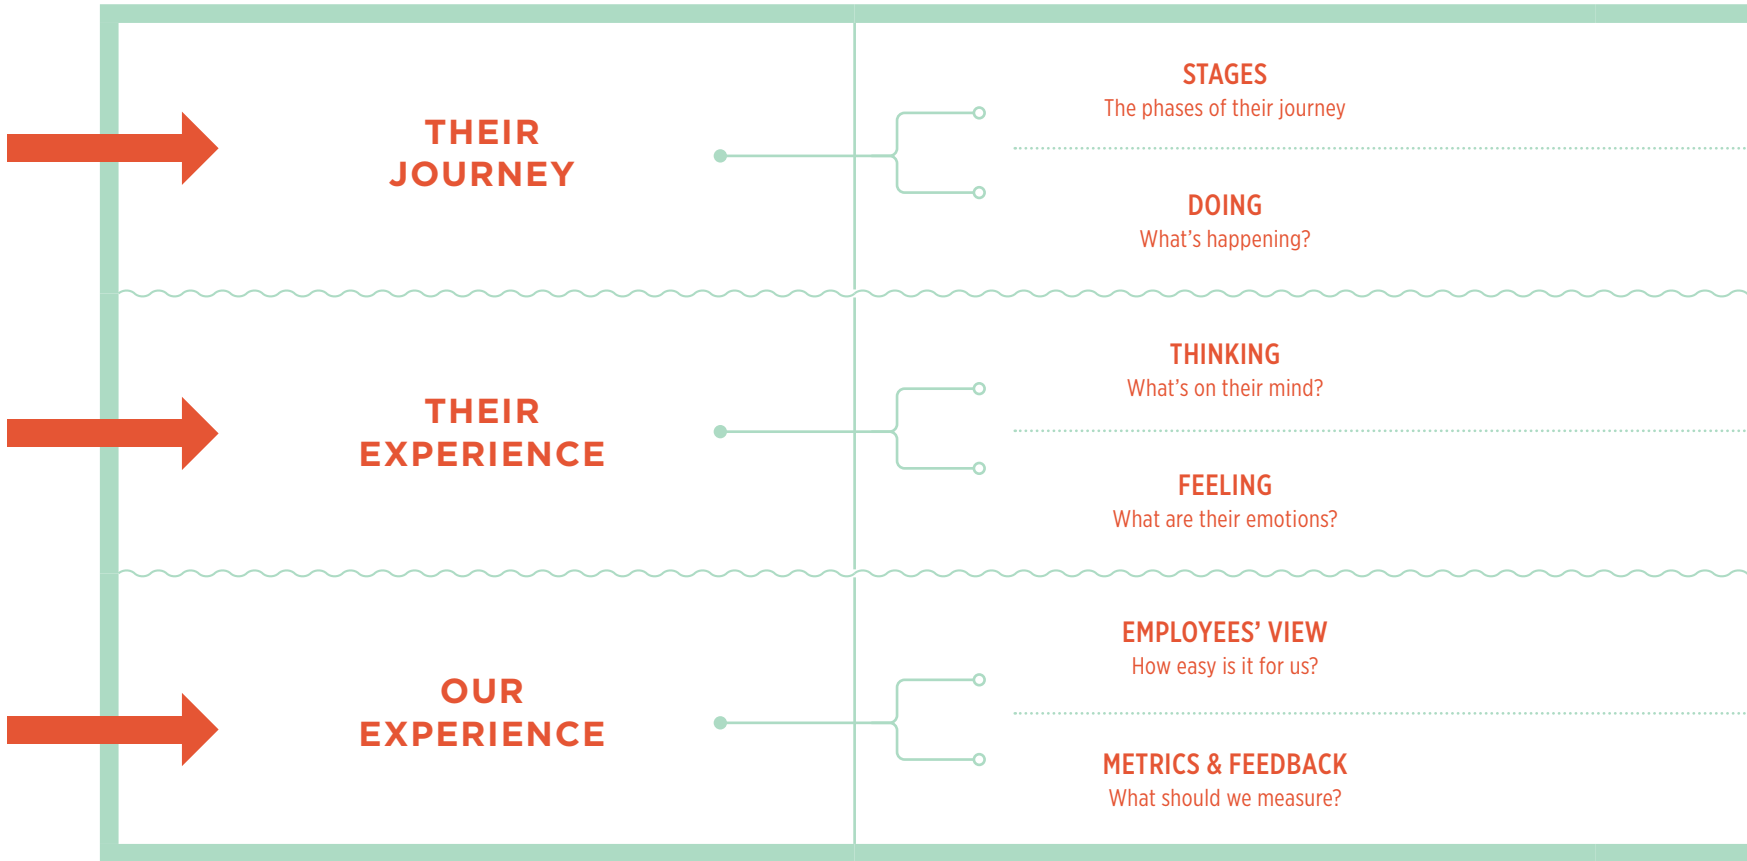 THEIR
JOURNEY
STAGES
The phases of their journey
DOING
What’s happening?
THEIR
EXPERIENCE
THINKING
What’s on their mind?
FEELING
What are their emotions?
OUR
EXPERIENCE
EMPLOYEES’ VIEW
How easy is it for us?
METRICS & FEEDBACK
What should we measure?